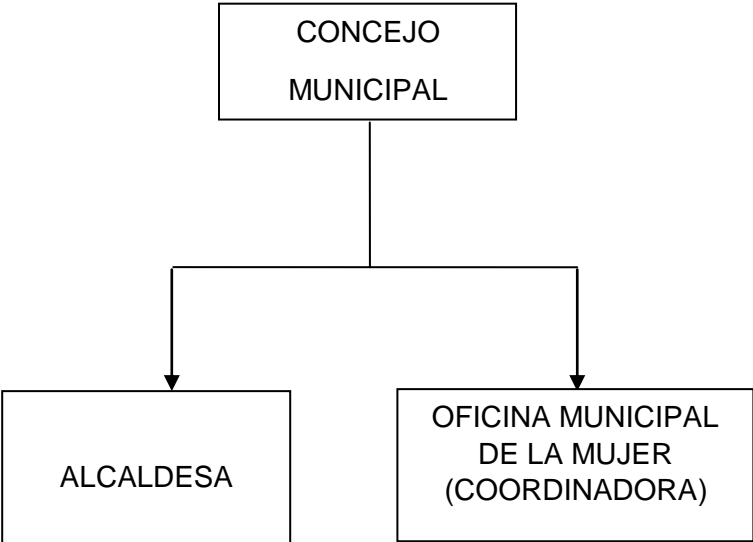 CONCEJO
MUNICIPAL
ALCALDESA
OFICINA MUNICIPAL
DE LA MUJER
(COORDINADORA)